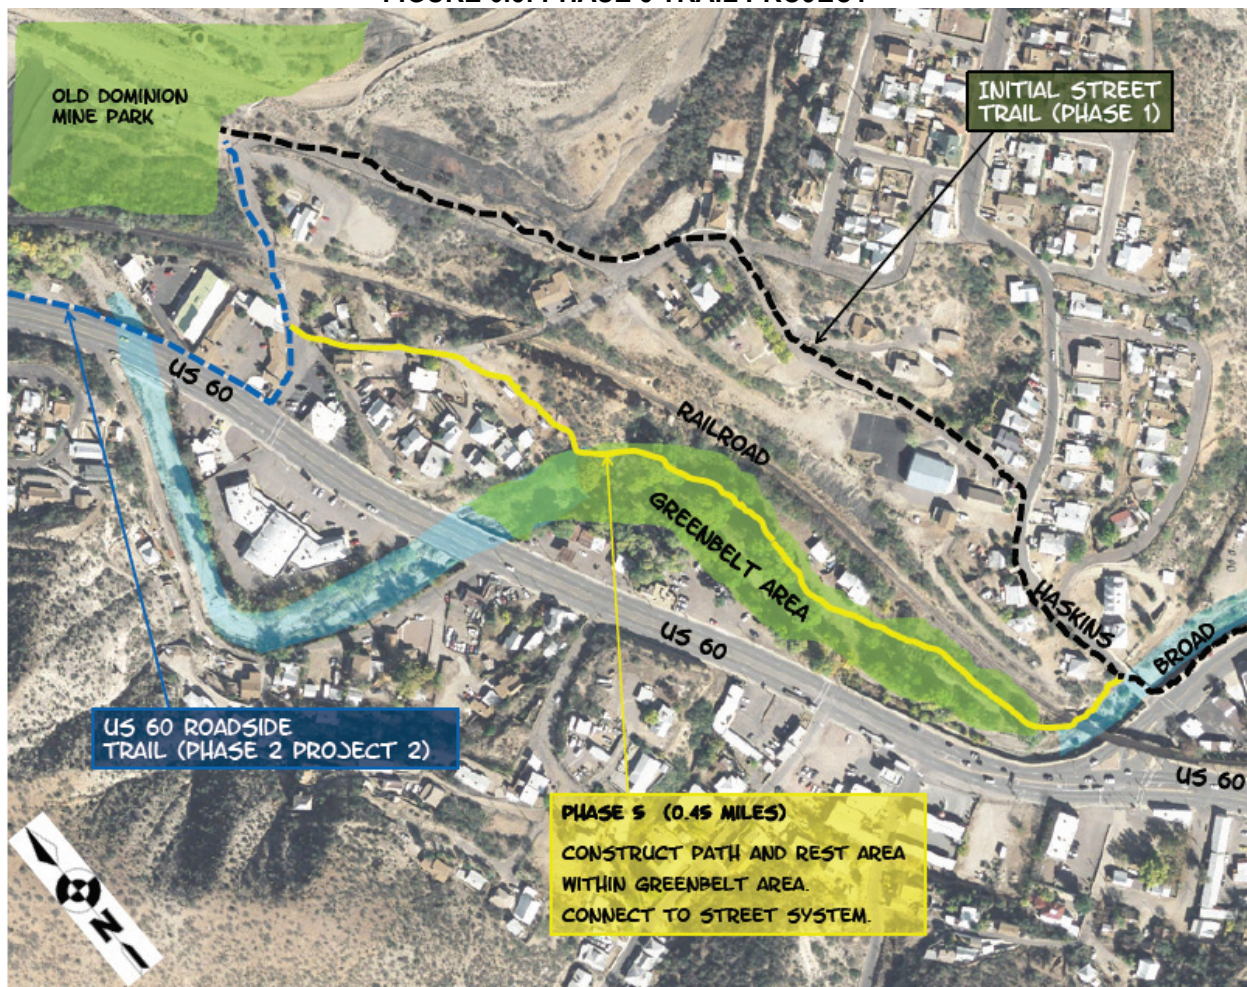 OLD DOMINION
MINE PARK
INITIAL STREET
TRAIL (PHASE 1)
US 60
RAILROAD
GREENBELT AREA
US 60
HASKINS
BROAD
US 60 ROADSIDE
TRAIL (PHASE 2 PROJECT 2)
US 60
PHASE 5 (0.45 MILES)
CONSTRUCT PATH AND REST AREA
WITHIN GREENBELT AREA.
CONNECT TO STREET SYSTEM.
N